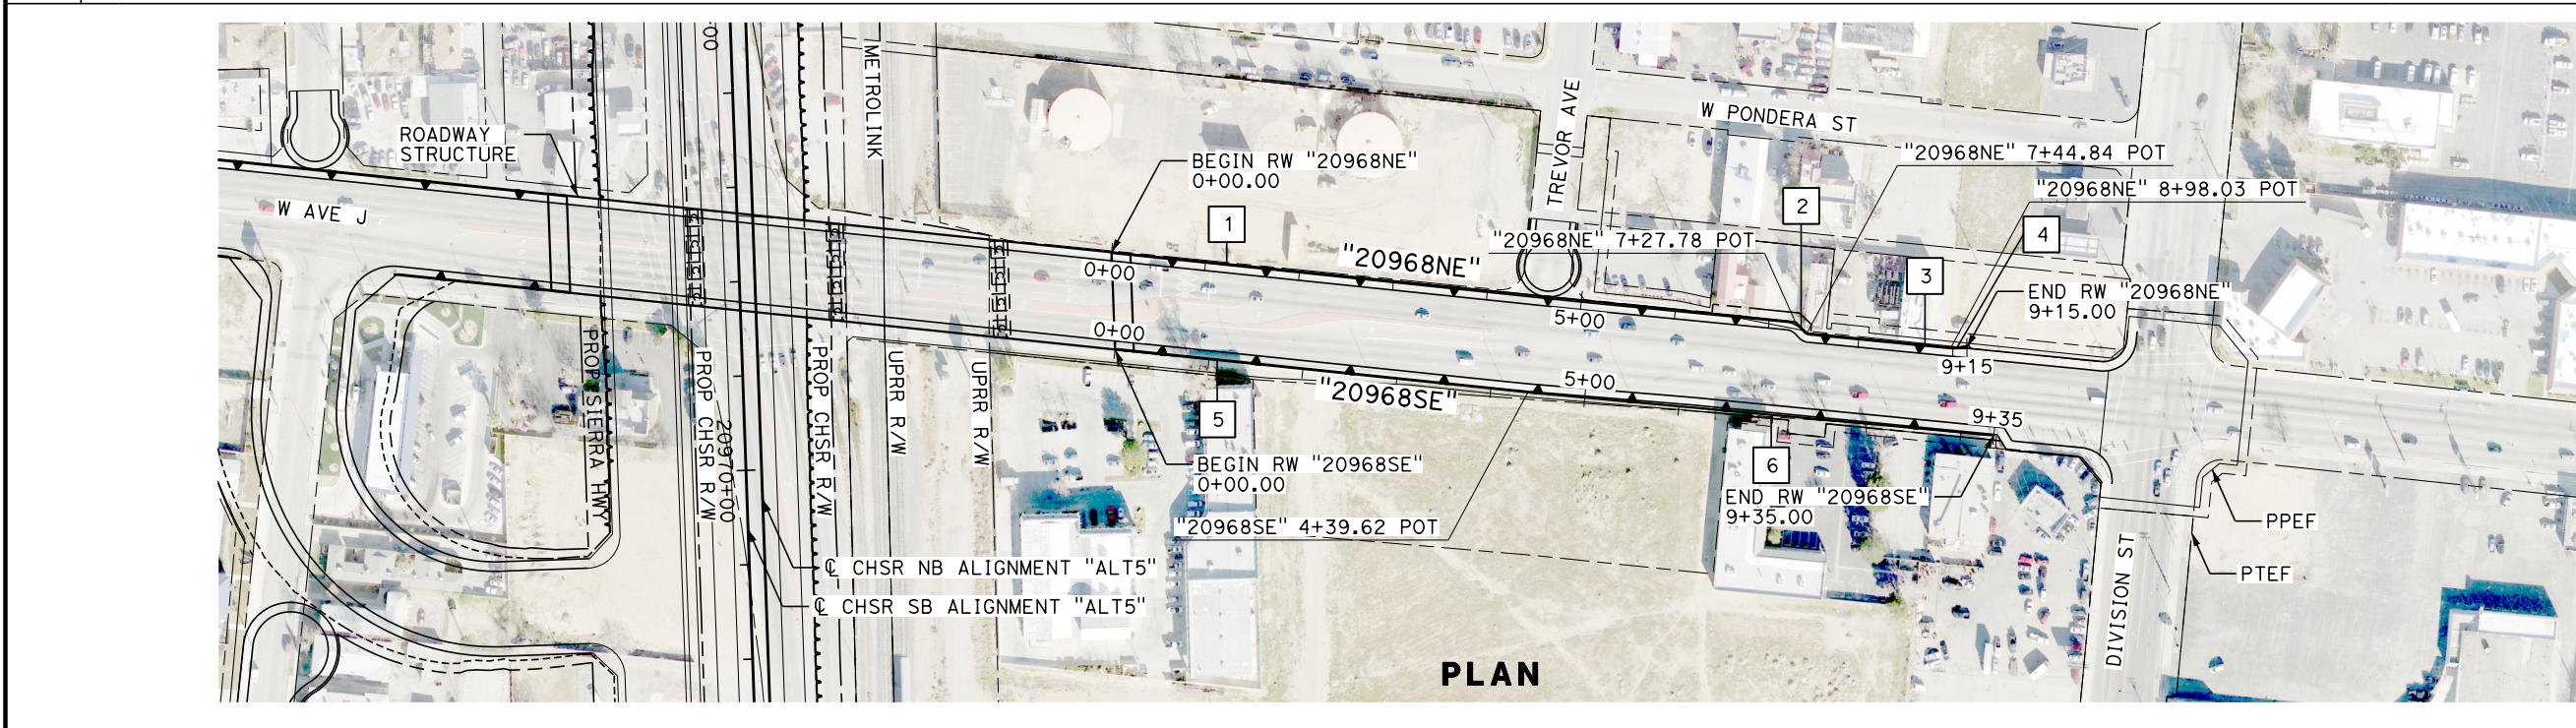 00
METROLINK
ROADWAY
STRUCTURE
W AVE J
BEGIN RW "20968NE"
0+00.00
1
TREVOR AVE
W PONDERA ST
"20968NE" 7+44.84 POT
"20968NE" 8+98.03 POT
2
4
"20968NE" 7+27.78 POT
"20968NE"
0+00
3
END RW "20968NE"
9+15.00
5+00
0+00
9+15
PROP SIERRA HWY
PROP CHSR R/W
20970+00
PROP CHSR R/W
UPRR R/W
UPRR R/W
5+00
"20968SE"
9+35
5
6
BEGIN RW "20968SE"
0+00.00
END RW "20968SE"
9+35.00
"20968SE" 4+39.62 POT
PPEF
PTEF
DIVISION ST
℄ CHSR NB ALIGNMENT "ALT5"
℄ CHSR SB ALIGNMENT "ALT5"
PLAN